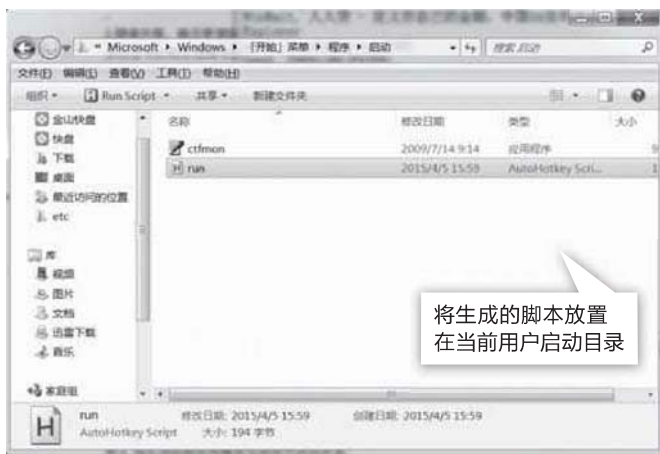 Microsoft ▸ Windows ▸ 「开始」菜单 ▸ 程序 ▸ 启动
搜索 启动
文件(F) 编辑(E) 查看(V) 工具(T) 帮助(H)
组织 Run Script 共享 新建文件夹
名称 修改日期 类型 大小
金山快盘
快盘
下载
桌面
最近访问的位置
etc
ctfmon 2009/7/14 9:14 应用程序
run 2015/4/5 15:59 AutoHotkey Scri...
库
视频
图片
文档
迅雷下载
音乐
家庭组
将生成的脚本放置
在当前用户启动目录
run 修改日期: 2015/4/5 15:59 创建日期: 2015/4/5 15:59
AutoHotkey Script 大小: 194 字节